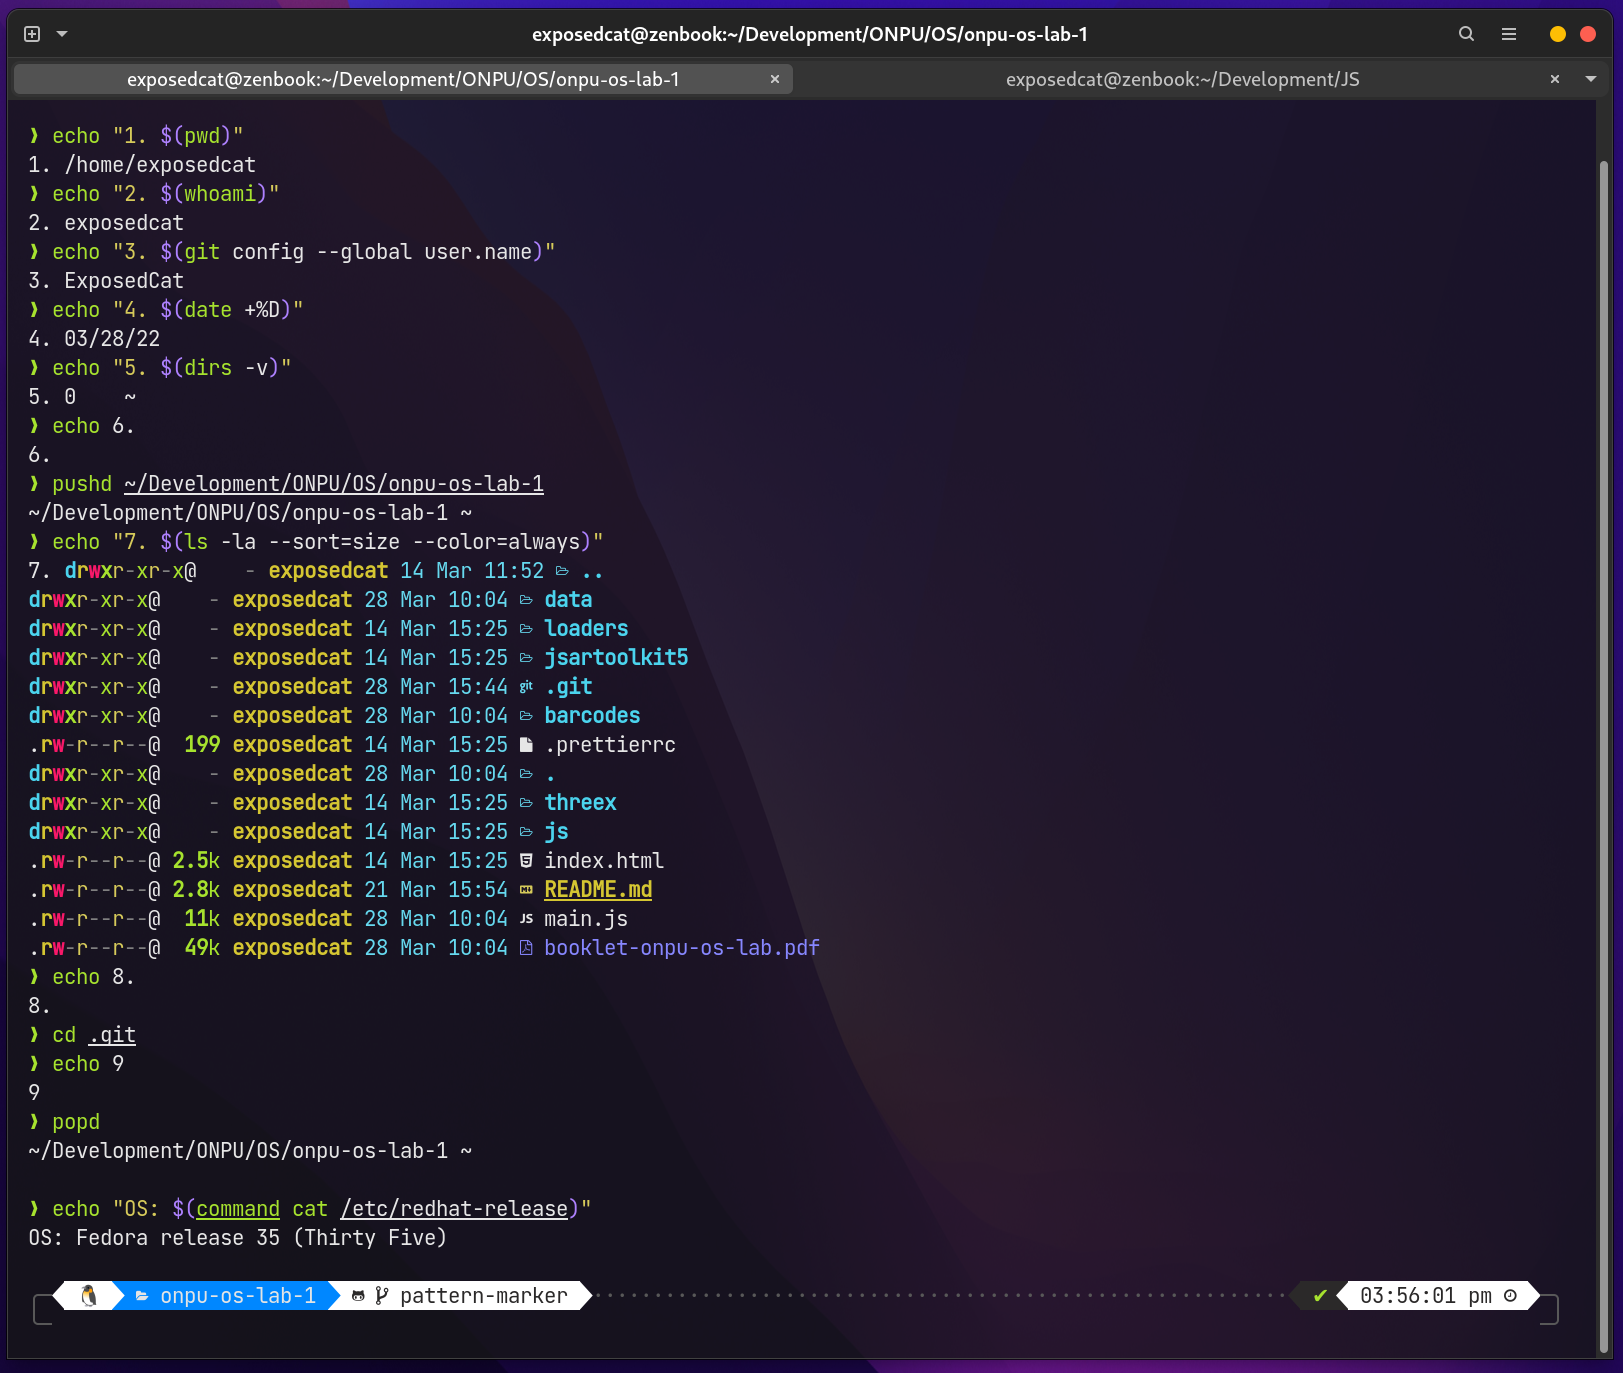 exposedcat@zenbook:~/Development/ONPU/OS/onpu-os-lab-1
exposedcat@zenbook:~/Development/ONPU/OS/onpu-os-lab-1 × exposedcat@zenbook:~/Development/JS ×
❱ echo "1. $(pwd)"
1. /home/exposedcat
❱ echo "2. $(whoami)"
2. exposedcat
❱ echo "3. $(git config --global user.name)"
3. ExposedCat
❱ echo "4. $(date +%D)"
4. 03/28/22
❱ echo "5. $(dirs -v)"
5. 0    ~
❱ echo 6.
6.
❱ pushd ~/Development/ONPU/OS/onpu-os-lab-1
~/Development/ONPU/OS/onpu-os-lab-1 ~
❱ echo "7. $(ls -la --sort=size --color=always)"
7. drwxr-xr-x@    - exposedcat 14 Mar 11:52 ..
drwxr-xr-x@    - exposedcat 28 Mar 10:04 data
drwxr-xr-x@    - exposedcat 14 Mar 15:25 loaders
drwxr-xr-x@    - exposedcat 14 Mar 15:25 jsartoolkit5
drwxr-xr-x@    - exposedcat 28 Mar 15:44 git .git
drwxr-xr-x@    - exposedcat 28 Mar 10:04 barcodes
.rw-r--r--@  199 exposedcat 14 Mar 15:25 .prettierrc
drwxr-xr-x@    - exposedcat 28 Mar 10:04 .
drwxr-xr-x@    - exposedcat 14 Mar 15:25 threex
drwxr-xr-x@    - exposedcat 14 Mar 15:25 js
.rw-r--r--@ 2.5k exposedcat 14 Mar 15:25 index.html
.rw-r--r--@ 2.8k exposedcat 21 Mar 15:54 README.md
.rw-r--r--@  11k exposedcat 28 Mar 10:04 JS main.js
.rw-r--r--@  49k exposedcat 28 Mar 10:04 booklet-onpu-os-lab.pdf
❱ echo 8.
8.
❱ cd .git
❱ echo 9
9
❱ popd
~/Development/ONPU/OS/onpu-os-lab-1 ~
❱ echo "OS: $(command cat /etc/redhat-release)"
OS: Fedora release 35 (Thirty Five)
onpu-os-lab-1 pattern-marker ✔ 03:56:01 pm